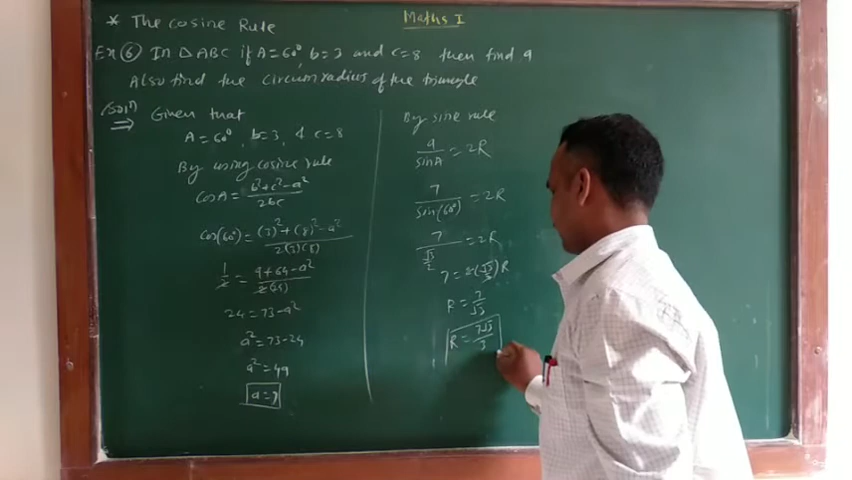 Maths I
* The Cosine Rule
Ex ⑥ In △ABC if A=60°, b=3 and c=8 then find a
Also find the circumradius of the triangle
Solⁿ
⇒ Given that
A=60°, b=3, & c=8
By using cosine rule
cosA = b²+c²-a² / 2bc
cos(60°) = (3)²+(8)²-a² / 2(3)(8)
1/2 = 9+64-a² / 2(24)
24 = 73-a²
a² = 73-24
a² = 49
a = 7
By sine rule
a/sinA = 2R
7/sin(60°) = 2R
7/(√3/2) = 2R
7 = 2(√3/2)R
R = 7/√3
R = 7√3/3